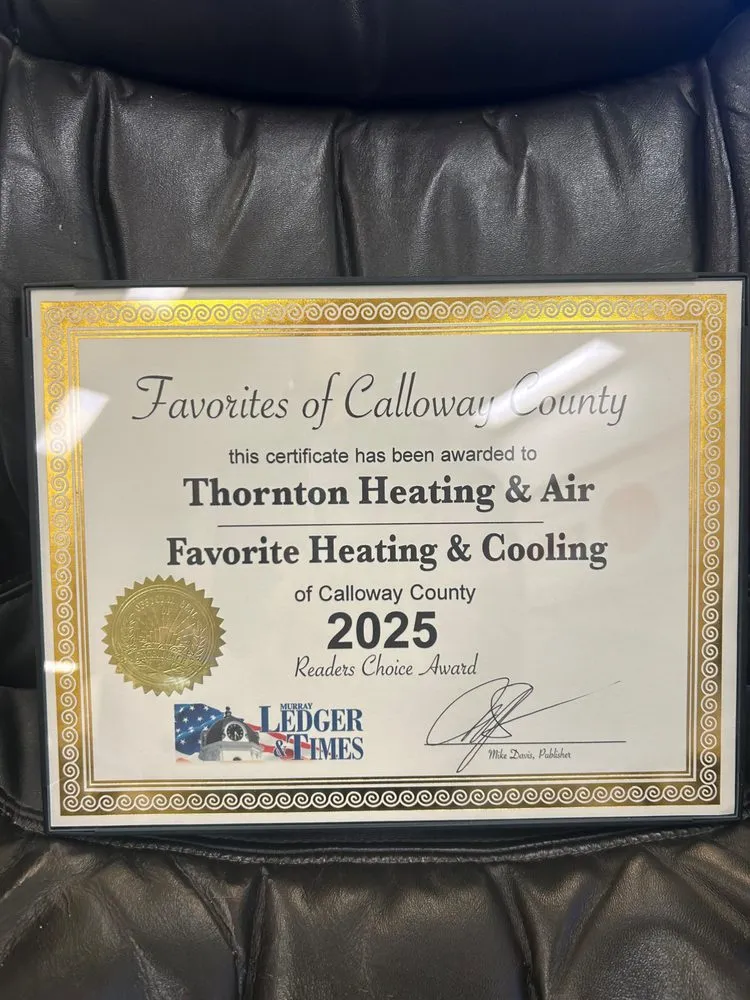 Favorites of Calloway County
this certificate has been awarded to
Thornton Heating & Air
Favorite Heating & Cooling
of Calloway County
2025
Readers Choice Award
MURRAY
LEDGER
& TIMES
Mike Davis, Publisher